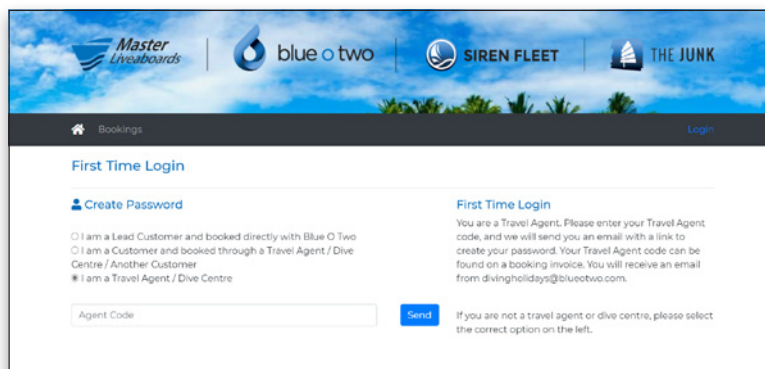 Master
Liveaboards
blue o two
SIREN FLEET
THE JUNK
Bookings
Login
First Time Login
Create Password
I am a Lead Customer and booked directly with Blue O Two
I am a Customer and booked through a Travel Agent / Dive
Centre / Another Customer
I am a Travel Agent / Dive Centre
Agent Code
Send
First Time Login
You are a Travel Agent. Please enter your Travel Agent
code, and we will send you an email with a link to
create your password. Your Travel Agent code can be
found on a booking invoice. You will receive an email
from divingholidays@blueotwo.com.
If you are not a travel agent or dive centre, please select
the correct option on the left.